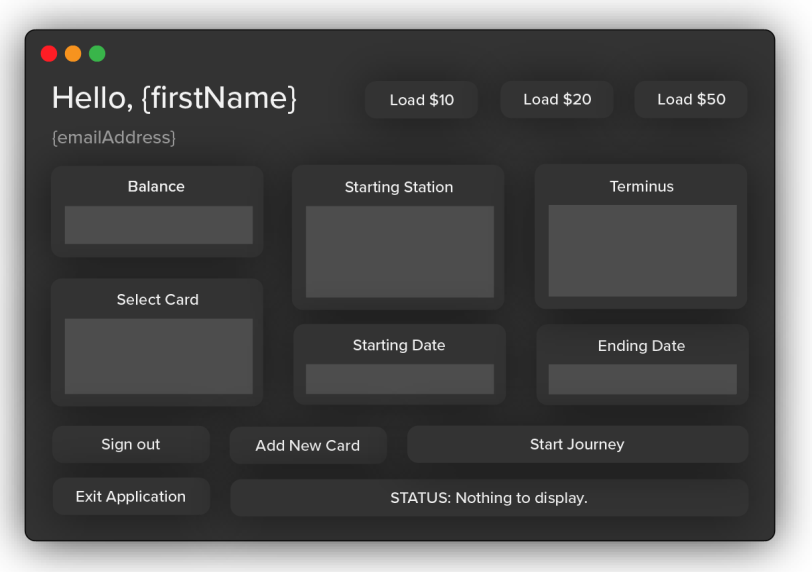 Hello, {firstName}
Load $10
Load $20
Load $50
{emailAddress}
Balance
Starting Station
Terminus
Select Card
Starting Date
Ending Date
Sign out
Add New Card
Start Journey
Exit Application
STATUS: Nothing to display.